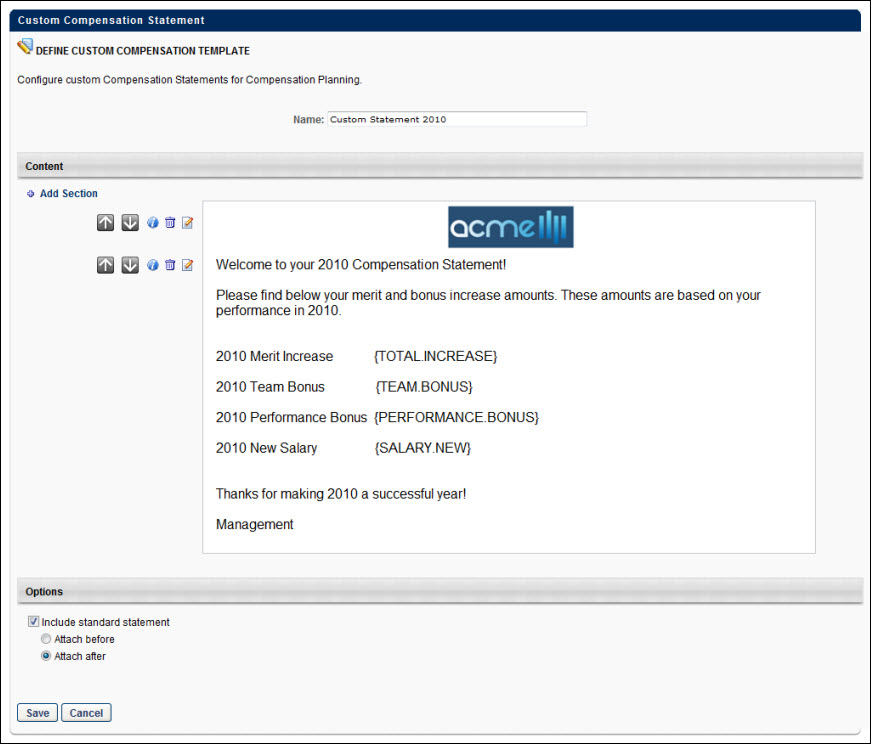 Custom Compensation Statement
DEFINE CUSTOM COMPENSATION TEMPLATE
Configure custom Compensation Statements for Compensation Planning.
Name: Custom Statement 2010
Content
Add Section
acme
Welcome to your 2010 Compensation Statement!
Please find below your merit and bonus increase amounts. These amounts are based on your
performance in 2010.
2010 Merit Increase {TOTAL.INCREASE}
2010 Team Bonus {TEAM.BONUS}
2010 Performance Bonus {PERFORMANCE.BONUS}
2010 New Salary {SALARY.NEW}
Thanks for making 2010 a successful year!
Management
Options
Include standard statement
Attach before
Attach after
Save Cancel